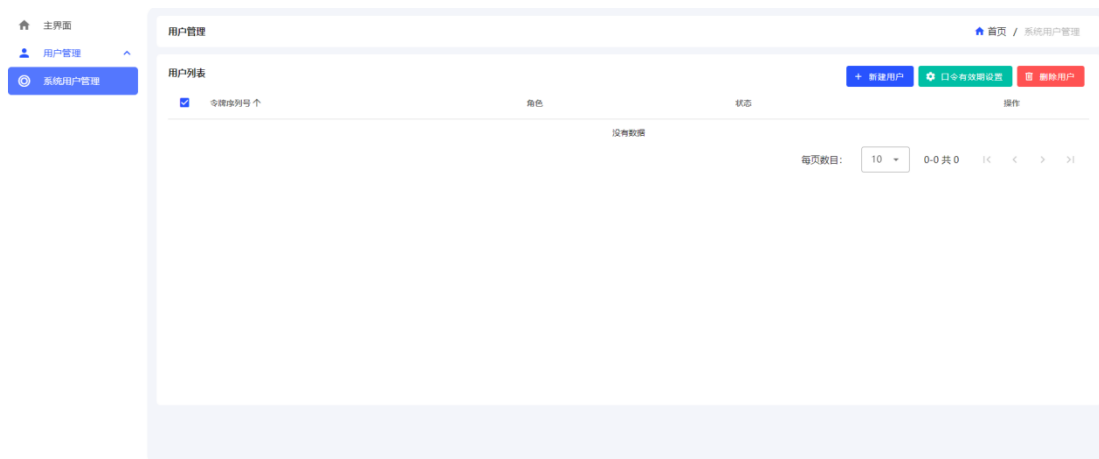 主界面
用户管理
系统用户管理
用户管理
首页 / 系统用户管理
用户列表
+ 新建用户 口令有效期设置 删除用户
令牌序列号 个 角色 状态 操作
没有数据
每页数目： 10 0-0 共 0